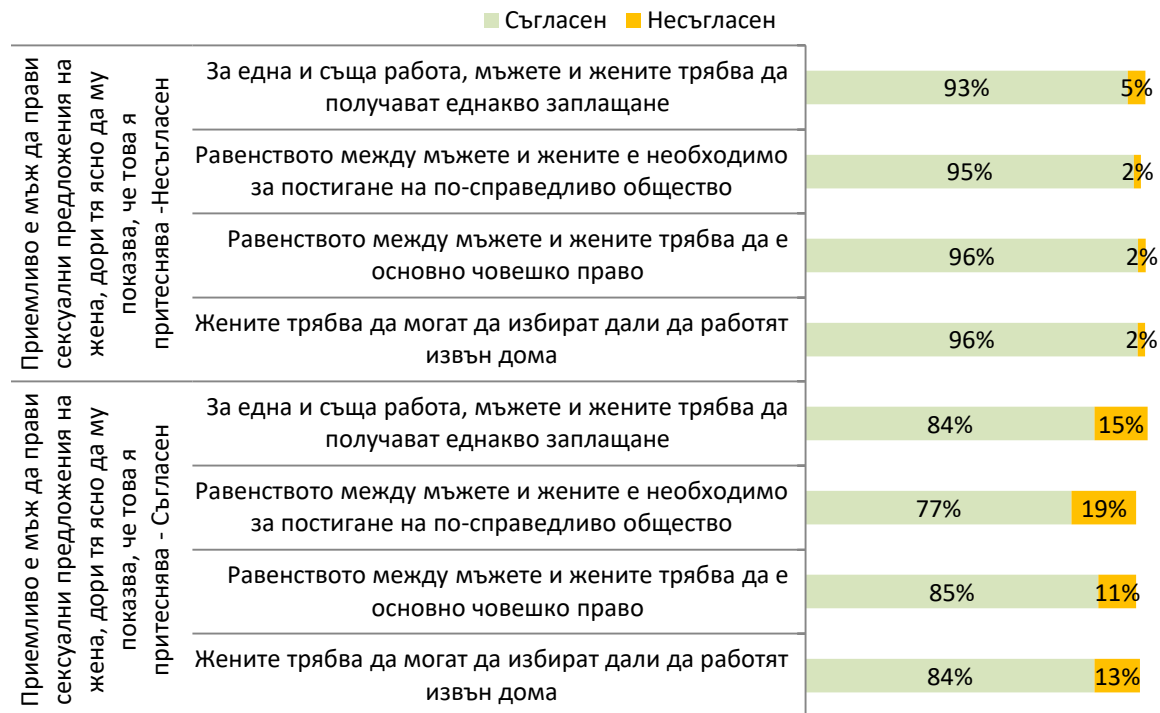 Съгласен Несъгласен
Приемливо е мъж да прави
сексуални предложения на
жена, дори тя ясно да му
показва, че това я
притеснява -Несъгласен
За една и съща работа, мъжете и жените трябва да
получават еднакво заплащане
93% 5%
Равенството между мъжете и жените е необходимо
за постигане на по-справедливо общество
95% 2%
Равенството между мъжете и жените трябва да е
основно човешко право
96% 2%
Жените трябва да могат да избират дали да работят
извън дома
96% 2%
Приемливо е мъж да прави
сексуални предложения на
жена, дори тя ясно да му
показва, че това я
притеснява - Съгласен
За една и съща работа, мъжете и жените трябва да
получават еднакво заплащане
84% 15%
Равенството между мъжете и жените е необходимо
за постигане на по-справедливо общество
77% 19%
Равенството между мъжете и жените трябва да е
основно човешко право
85% 11%
Жените трябва да могат да избират дали да работят
извън дома
84% 13%